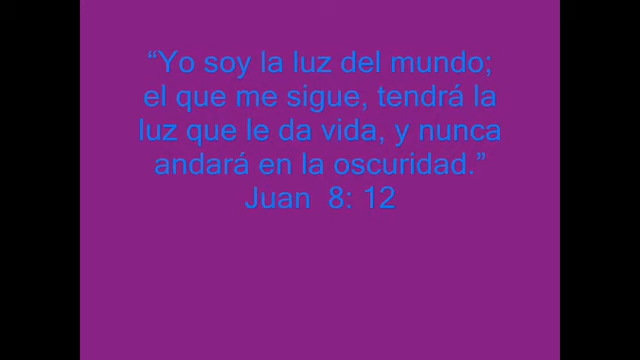 “Yo soy la luz del mundo;
el que me sigue, tendrá la
luz que le da vida, y nunca
andará en la oscuridad.”
Juan  8: 12